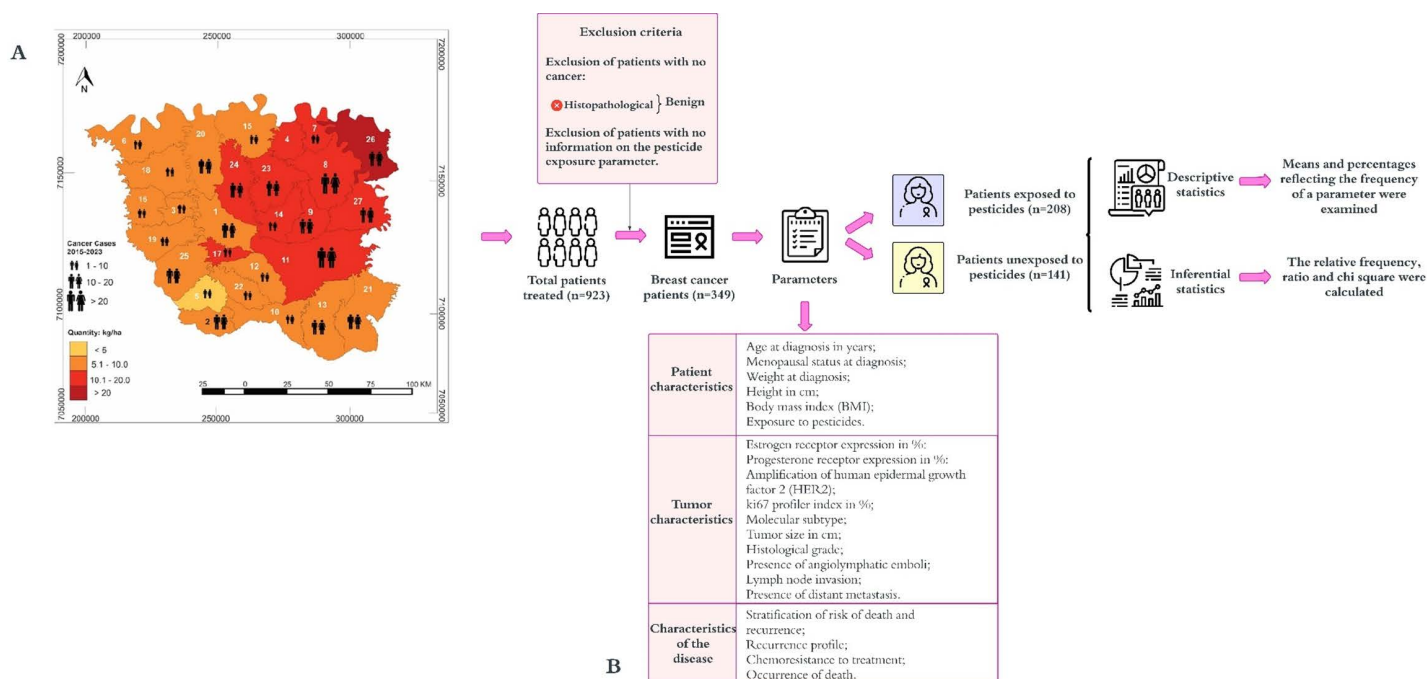 A
200000
250000
300000
7200000
7200000
N
15
7
6
20
4
26
24
23
8
7150000
7150000
18
16
3
1
14
9
27
19
17
11
25
12
22
5
21
10
13
2
Cancer Cases
2015-2023
1 - 10
10 - 20
> 20
Quantity: kg/ha
< 5
5.1 - 10.0
10.1 - 20.0
> 20
7100000
7100000
25 0 25 50 75 100 KM
7050000
7050000
200000
250000
300000
Exclusion criteria
Exclusion of patients with no
cancer:
Histopathological } Benign
Exclusion of patients with no
information on the pesticide
exposure parameter.
Total patients
treated (n=923)
Breast cancer
patients (n=349)
Parameters
Patients exposed to
pesticides (n=208)
Patients unexposed to
pesticides (n=141)
Descriptive
statistics
Means and percentages
reflecting the frequency
of a parameter were
examined
Inferential
statistics
The relative frequency,
ratio and chi square were
calculated
Patient
characteristics
Age at diagnosis in years;
Menopausal status at diagnosis;
Weight at diagnosis;
Height in cm;
Body mass index (BMI);
Exposure to pesticides.
Tumor
characteristics
Estrogen receptor expression in %:
Progesterone receptor expression in %:
Amplification of human epidermal growth
factor 2 (HER2);
ki67 profiler index in %;
Molecular subtype;
Tumor size in cm;
Histological grade;
Presence of angiolymphatic emboli;
Lymph node invasion;
Presence of distant metastasis.
Characteristics
of the
disease
Stratification of risk of death and
recurrence;
Recurrence profile;
Chemoresistance to treatment;
Occurrence of death.
B